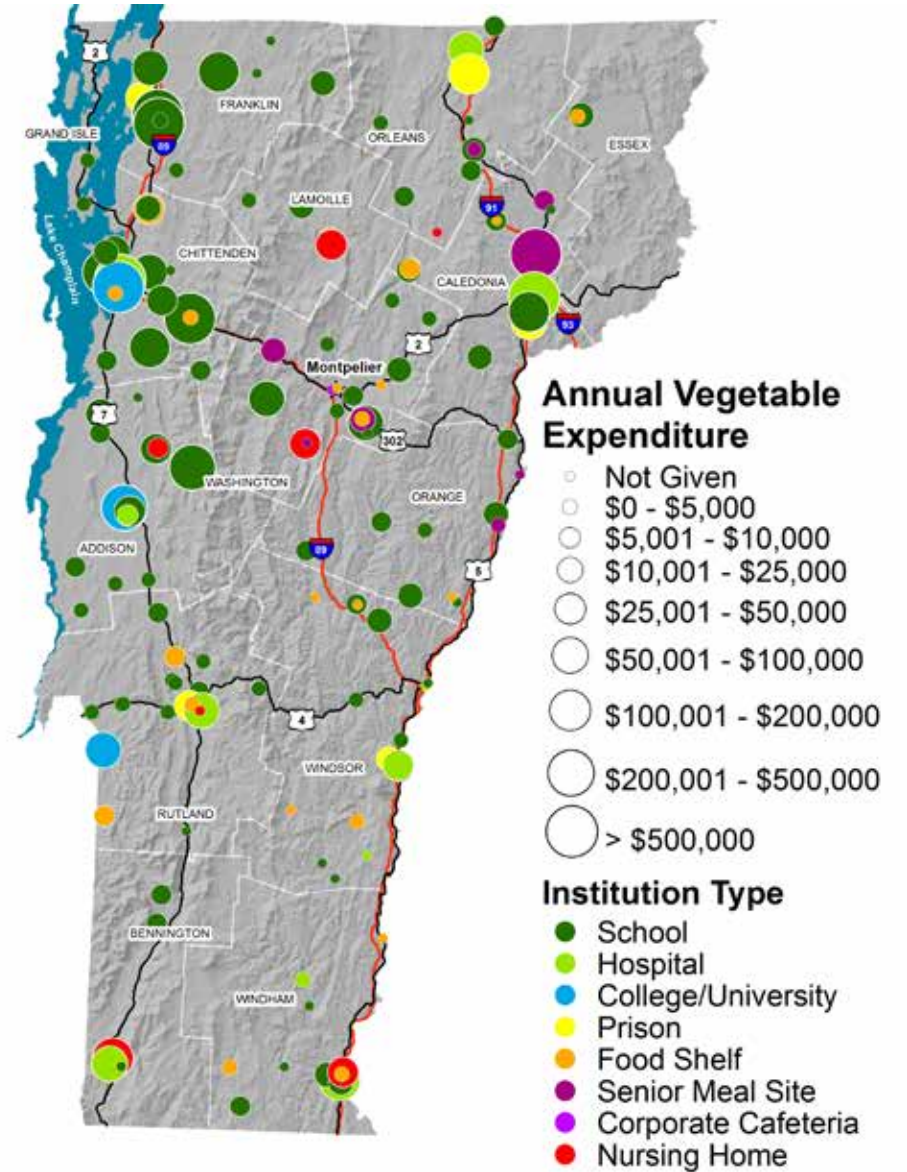 2
FRANKLIN
GRAND ISLE
ORLEANS
ESSEX
89
LAMOILLE
91
Lake Champlain
CHITTENDEN
CALEDONIA
93
2
Montpelier
7
302
WASHINGTON
ORANGE
ADDISON
89
5
4
WINDSOR
RUTLAND
BENNINGTON
WINDHAM
Annual Vegetable
Expenditure
Not Given
$0 - $5,000
$5,001 - $10,000
$10,001 - $25,000
$25,001 - $50,000
$50,001 - $100,000
$100,001 - $200,000
$200,001 - $500,000
> $500,000
Institution Type
School
Hospital
College/University
Prison
Food Shelf
Senior Meal Site
Corporate Cafeteria
Nursing Home